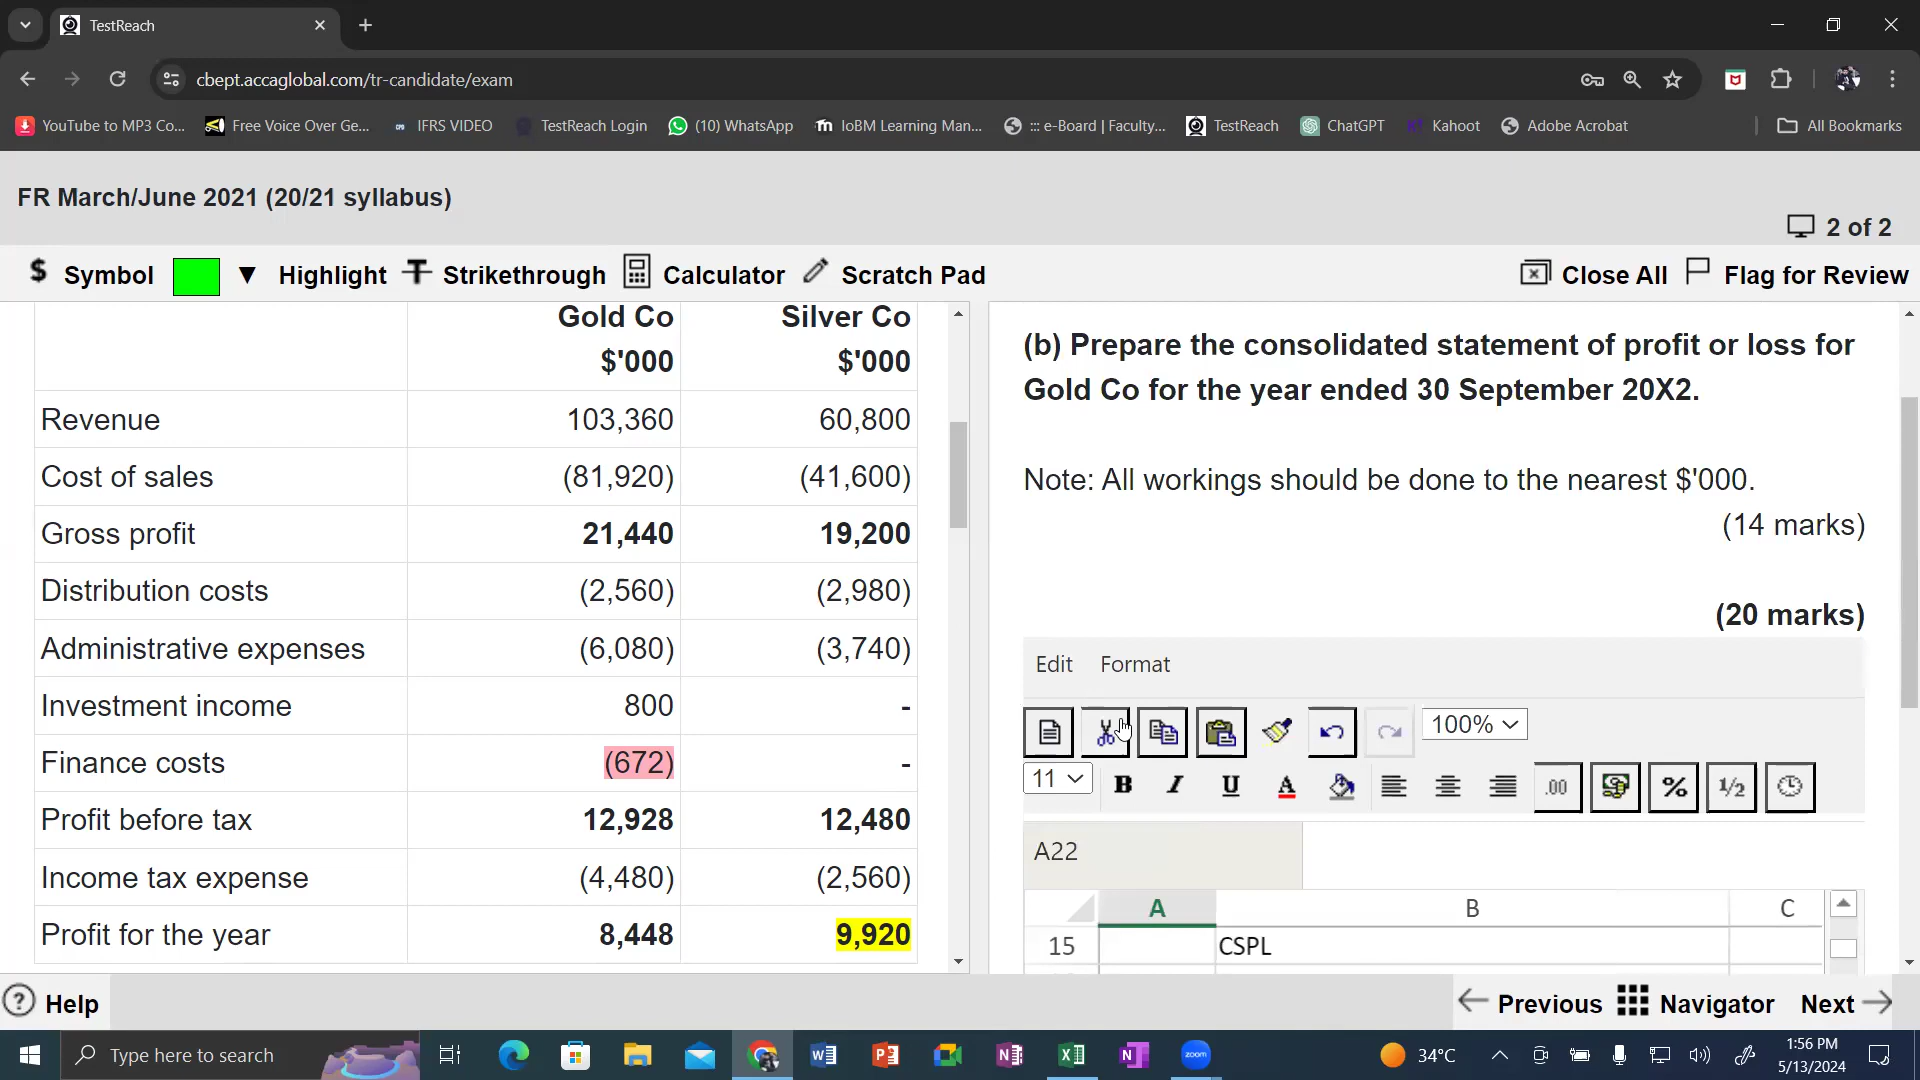 TestReach
cbept.accaglobal.com/tr-candidate/exam
YouTube to MP3 Co... Free Voice Over Ge... IFRS VIDEO TestReach Login (10) WhatsApp IoBM Learning Man... ::: e-Board | Faculty... TestReach ChatGPT Kahoot Adobe Acrobat All Bookmarks
FR March/June 2021 (20/21 syllabus)
2 of 2
$ Symbol Highlight Strikethrough Calculator Scratch Pad Close All Flag for Review
Gold Co Silver Co
$'000 $'000
Revenue 103,360 60,800
Cost of sales (81,920) (41,600)
Gross profit 21,440 19,200
Distribution costs (2,560) (2,980)
Administrative expenses (6,080) (3,740)
Investment income 800 -
Finance costs (672) -
Profit before tax 12,928 12,480
Income tax expense (4,480) (2,560)
Profit for the year 8,448 9,920
(b) Prepare the consolidated statement of profit or loss for
Gold Co for the year ended 30 September 20X2.
Note: All workings should be done to the nearest $'000.
(14 marks)
(20 marks)
Edit Format
100%
11 B I U A .00 % 1/2
A22
A B C
15 CSPL
Help Previous Navigator Next
Type here to search
zoom
34°C
1:56 PM
5/13/2024